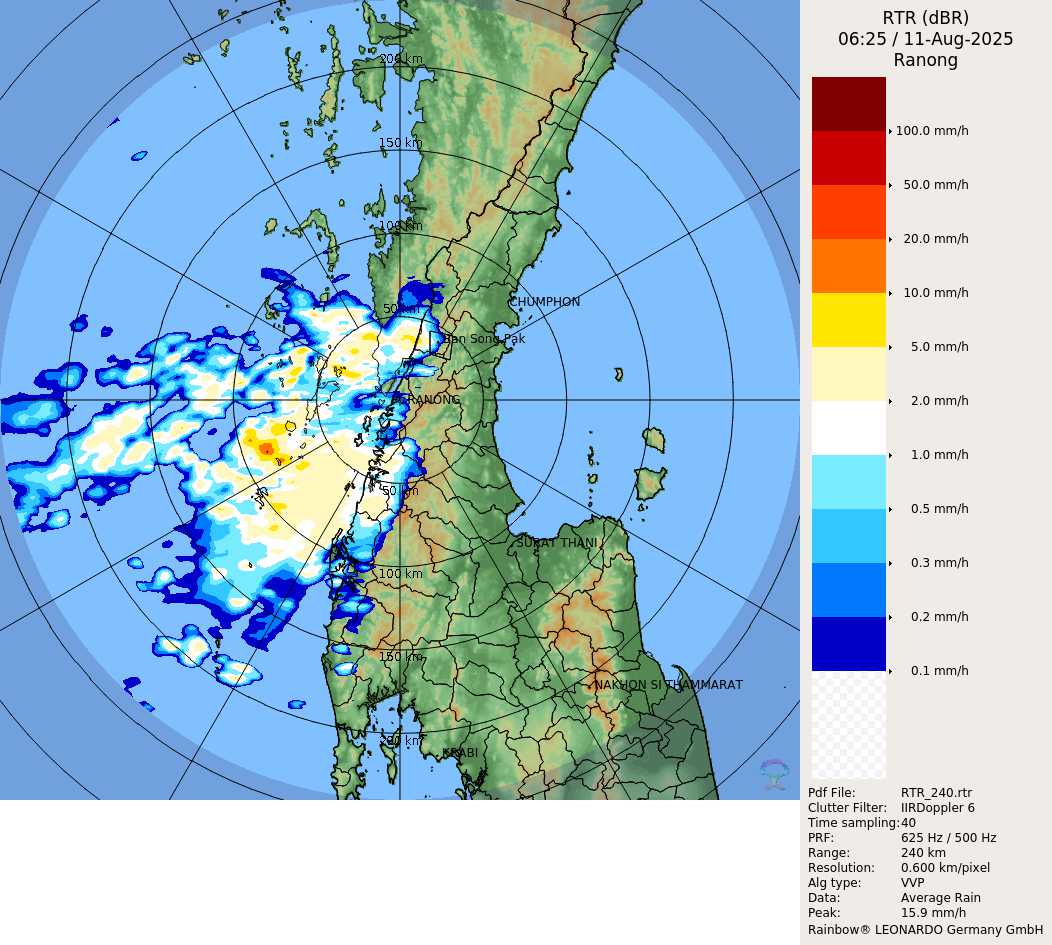 RTR (dBR)
06:25 / 11-Aug-2025
Ranong
100.0 mm/h
50.0 mm/h
20.0 mm/h
10.0 mm/h
5.0 mm/h
2.0 mm/h
1.0 mm/h
0.5 mm/h
0.3 mm/h
0.2 mm/h
0.1 mm/h
200 km
150 km
100 km
50 km
CHUMPHON
Ban Song Pak
RANONG
50 km
SURAT THANI
100 km
150 km
NAKHON SI THAMMARAT
200 km
KRABI
Pdf File: RTR_240.rtr
Clutter Filter: IIRDoppler 6
Time sampling: 40
PRF: 625 Hz / 500 Hz
Range: 240 km
Resolution: 0.600 km/pixel
Alg type: VVP
Data: Average Rain
Peak: 15.9 mm/h
Rainbow® LEONARDO Germany GmbH